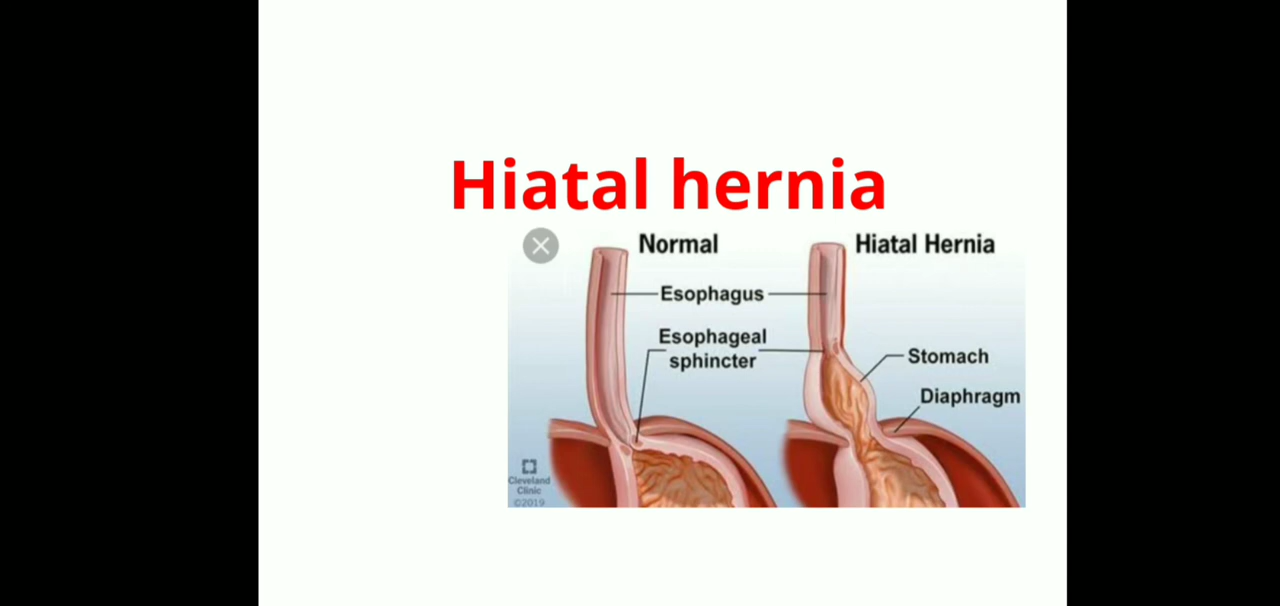 Hiatal hernia
Normal
Hiatal Hernia
Esophagus
Esophageal
sphincter
Stomach
Diaphragm
Cleveland
Clinic
©2019